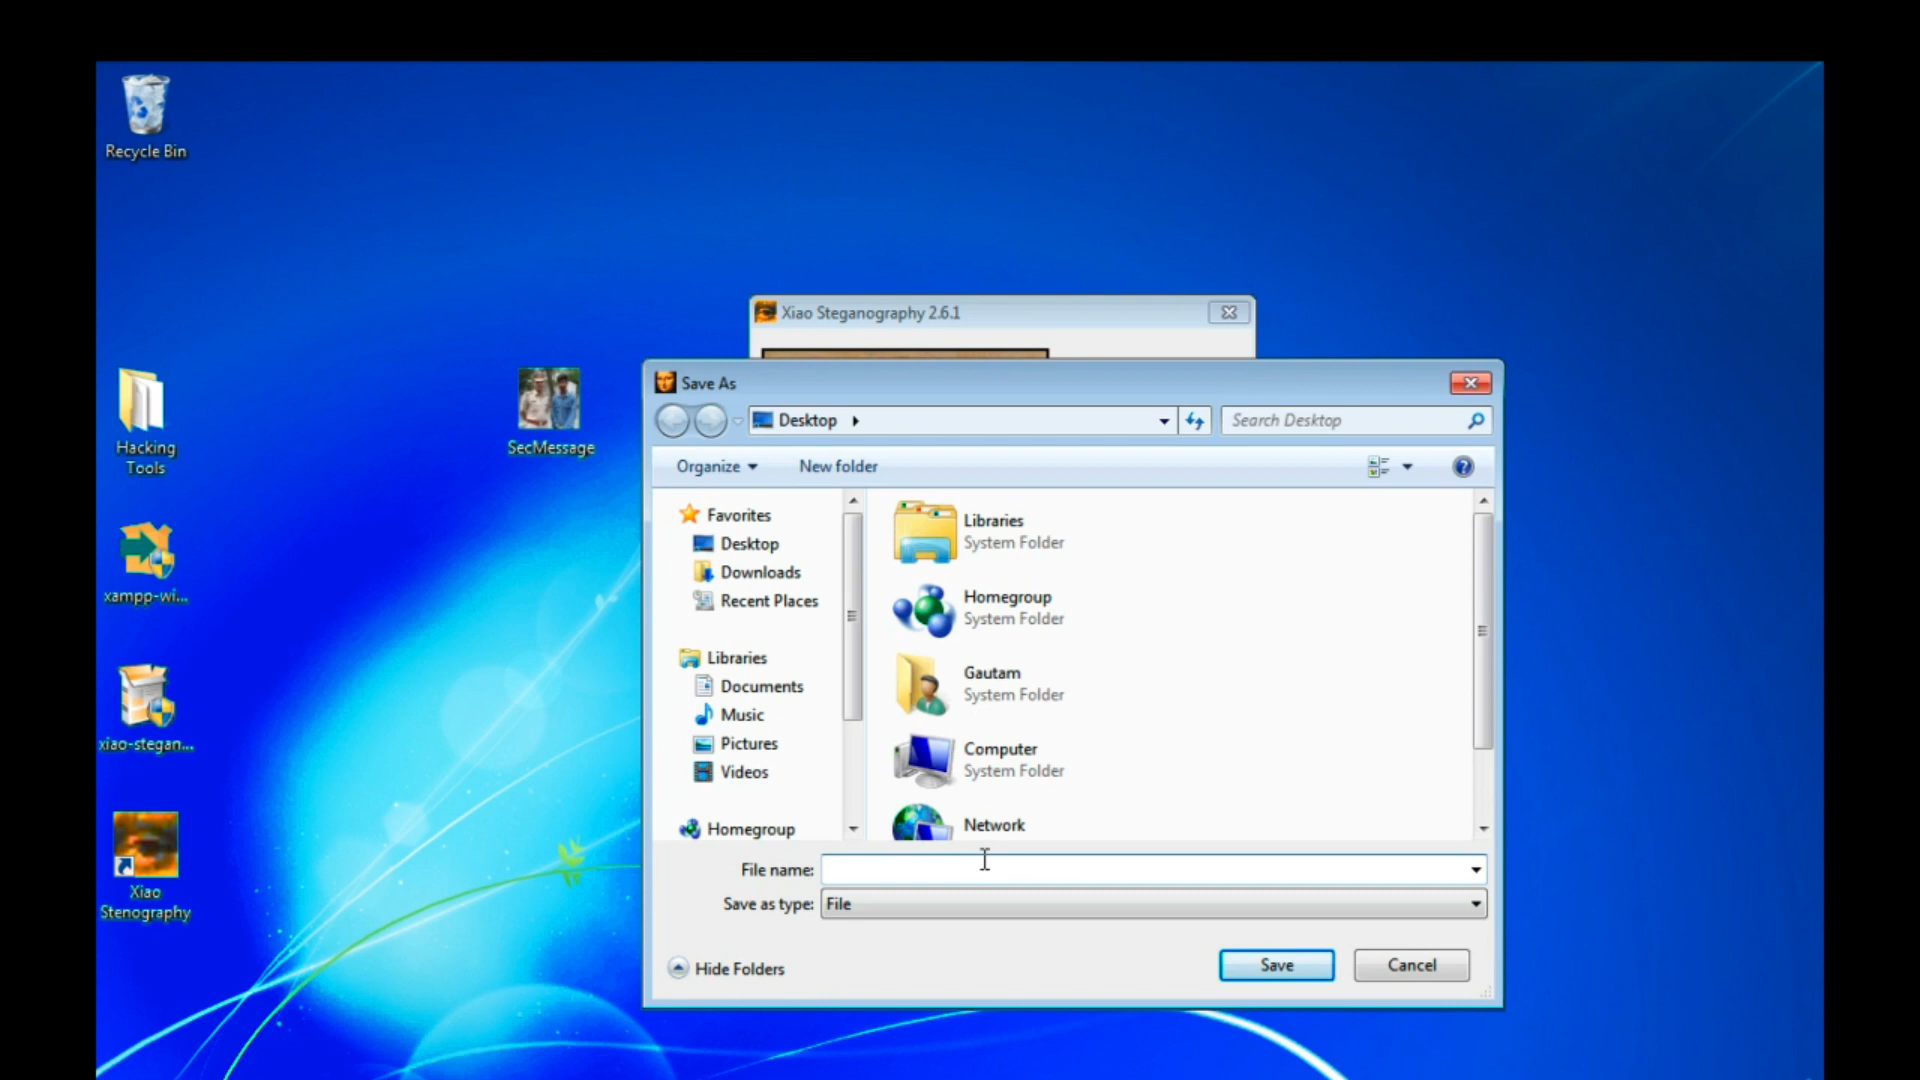 Recycle Bin
Hacking
Tools
xampp-wi...
xiao-stegan...
Xiao
Stenography
SecMessage
Xiao Steganography 2.6.1
Save As
Desktop
Search Desktop
Organize
New folder
Favorites
Desktop
Downloads
Recent Places
Libraries
Documents
Music
Pictures
Videos
Homegroup
Libraries
System Folder
Homegroup
System Folder
Gautam
System Folder
Computer
System Folder
Network
File name:
Save as type: File
Hide Folders
Save
Cancel